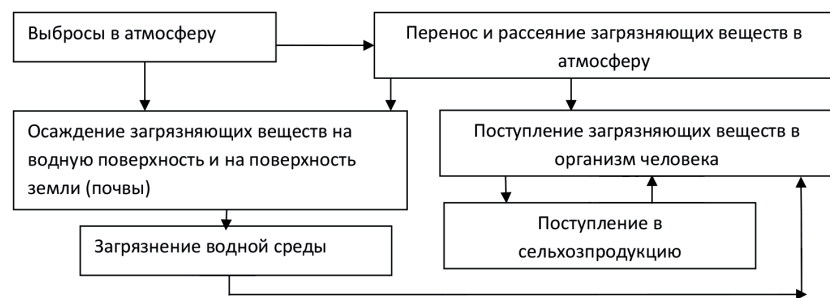 Выбросы в атмосферу
Перенос и рассеяние загрязняющих веществ в
атмосферу
Осаждение загрязняющих веществ на
водную поверхность и на поверхность
земли (почвы)
Поступление загрязняющих веществ в
организм человека
Поступление в
сельхозпродукцию
Загрязнение водной среды